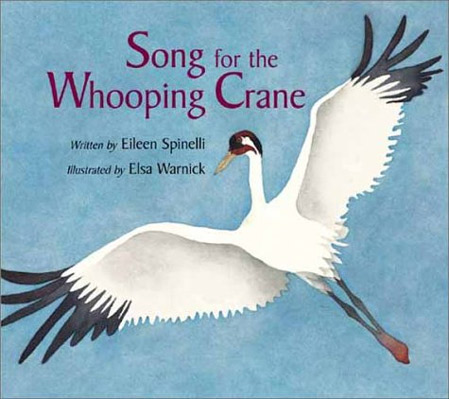 Song for the
Whooping Crane
Written by Eileen Spinelli
Illustrated by Elsa Warnick